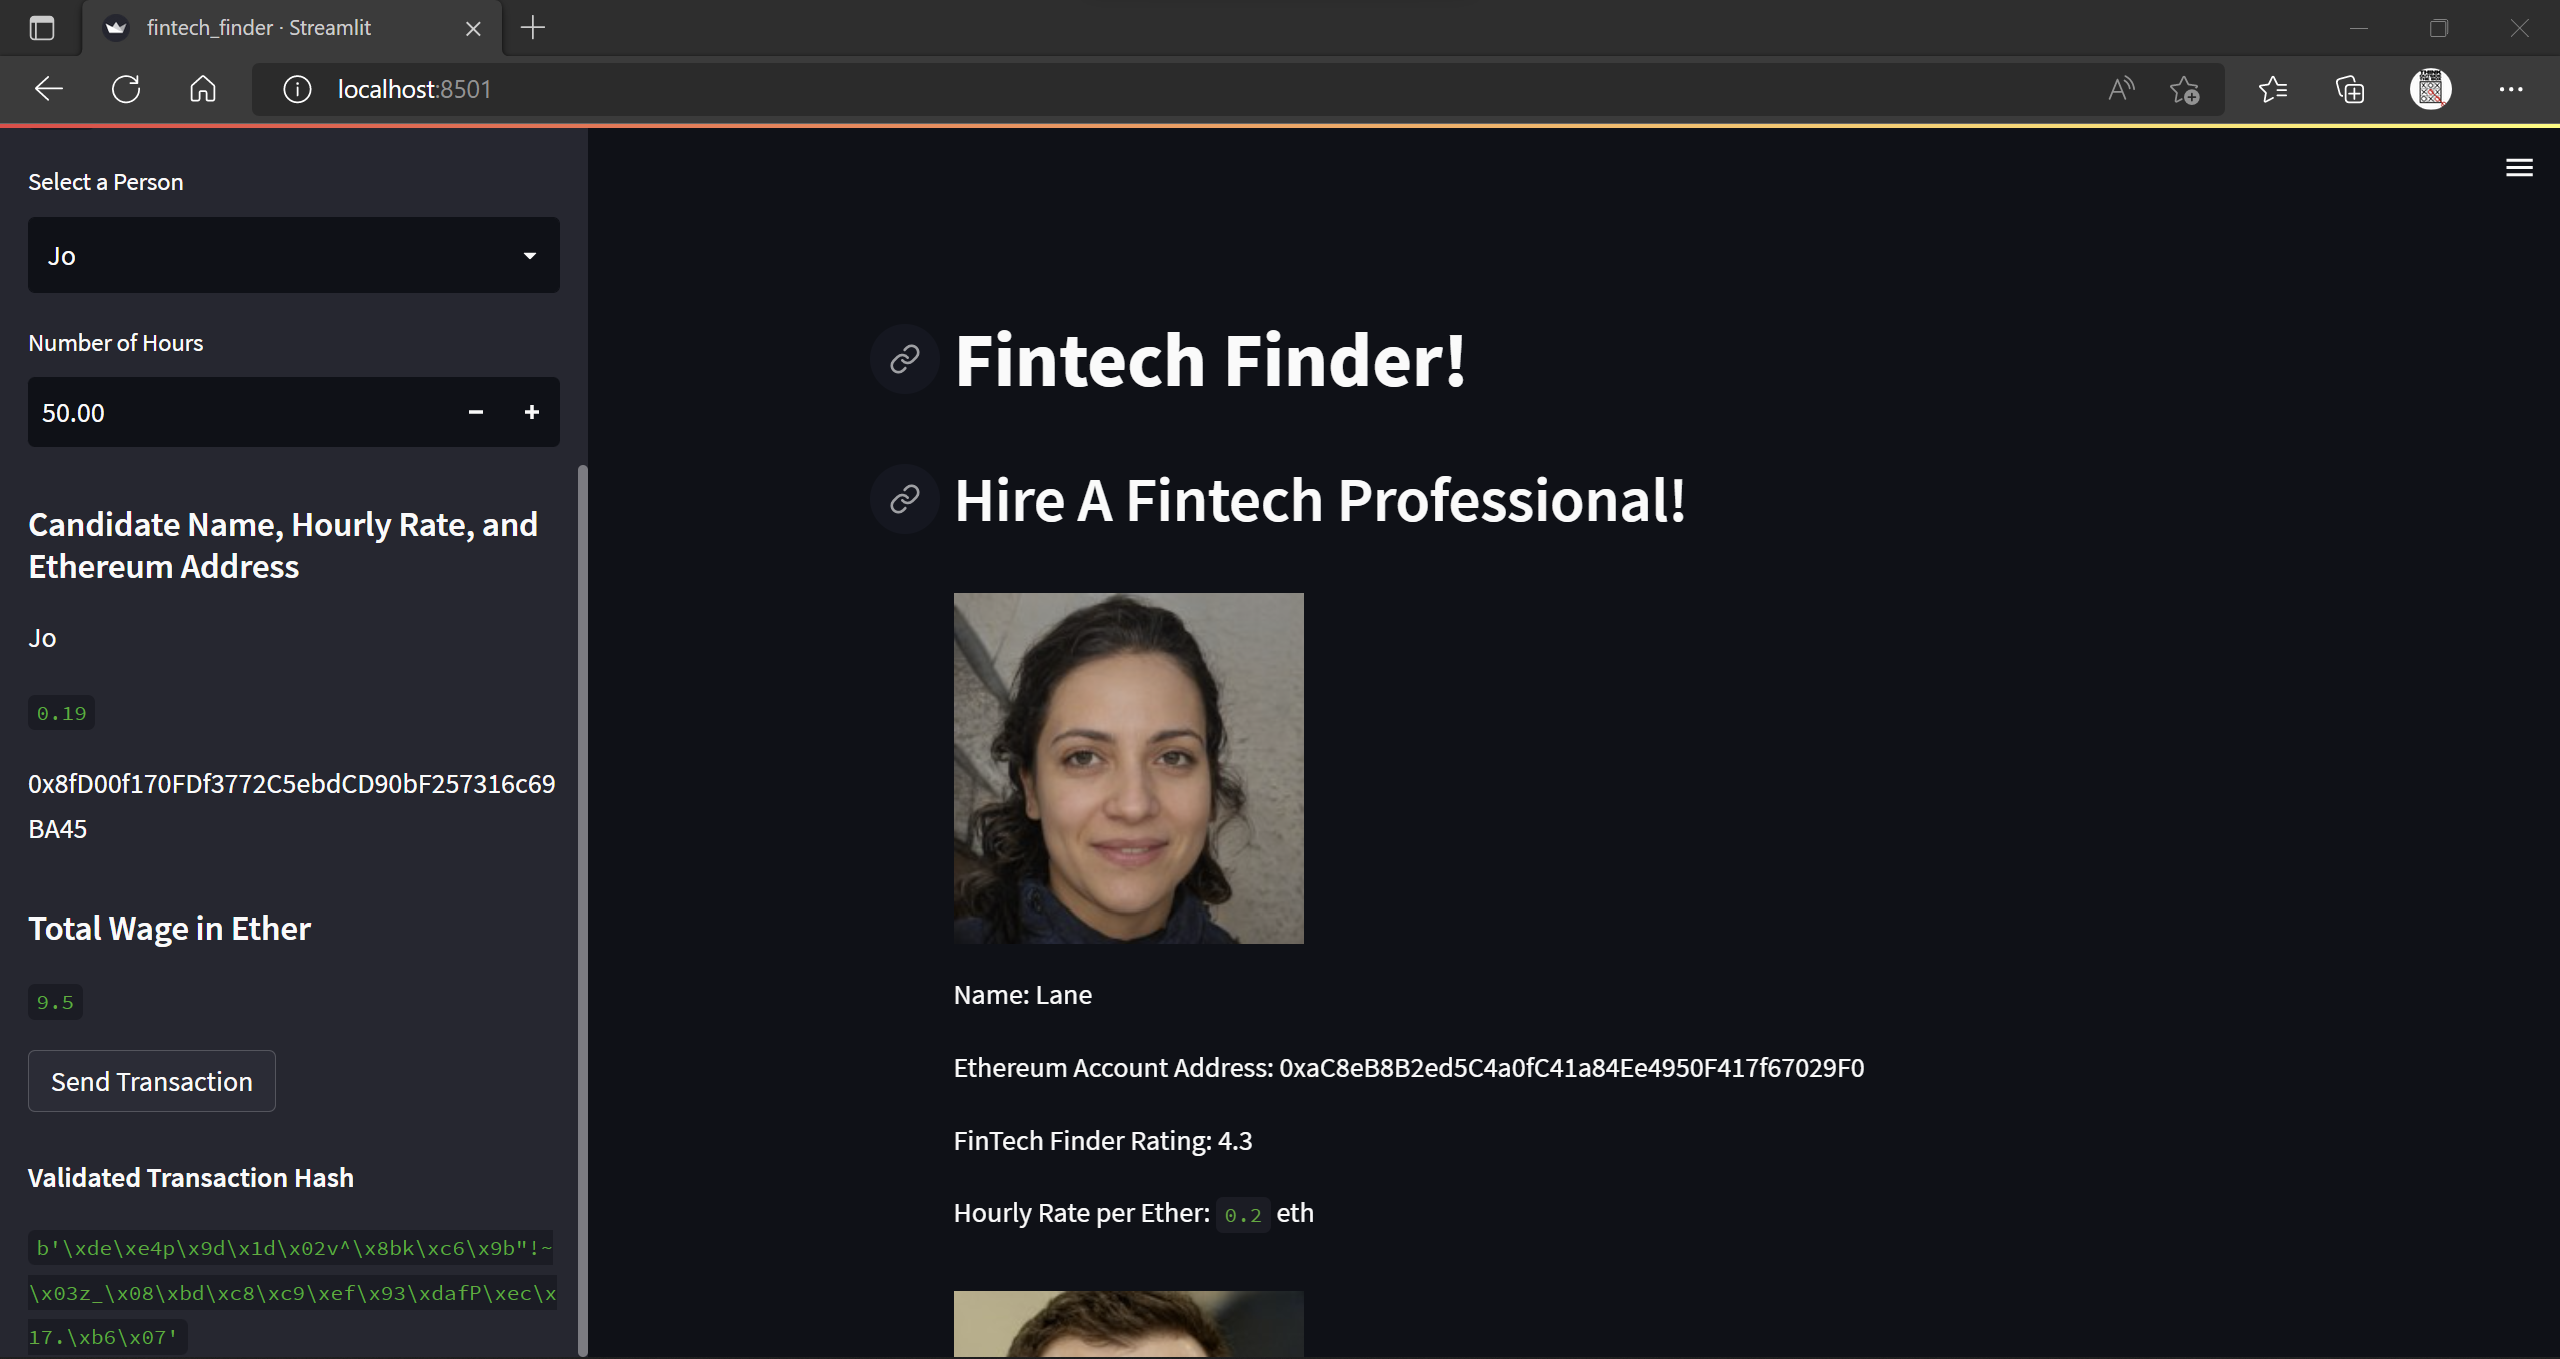 fintech_finder · Streamlit
localhost:8501
Select a Person
Jo
Number of Hours
50.00
Candidate Name, Hourly Rate, and
Ethereum Address
Jo
0.19
0x8fD00f170FDf3772C5ebdCD90bF257316c69
BA45
Total Wage in Ether
9.5
Send Transaction
Validated Transaction Hash
b'\xde\xe4p\x9d\x1d\x02v^\x8bk\xc6\x9b"!~
\x03z_\x08\xbd\xc8\xc9\xef\x93\xdafP\xec\x
17.\xb6\x07'
Fintech Finder!
Hire A Fintech Professional!
Name: Lane
Ethereum Account Address: 0xaC8eB8B2ed5C4a0fC41a84Ee4950F417f67029F0
FinTech Finder Rating: 4.3
Hourly Rate per Ether: 0.2 eth